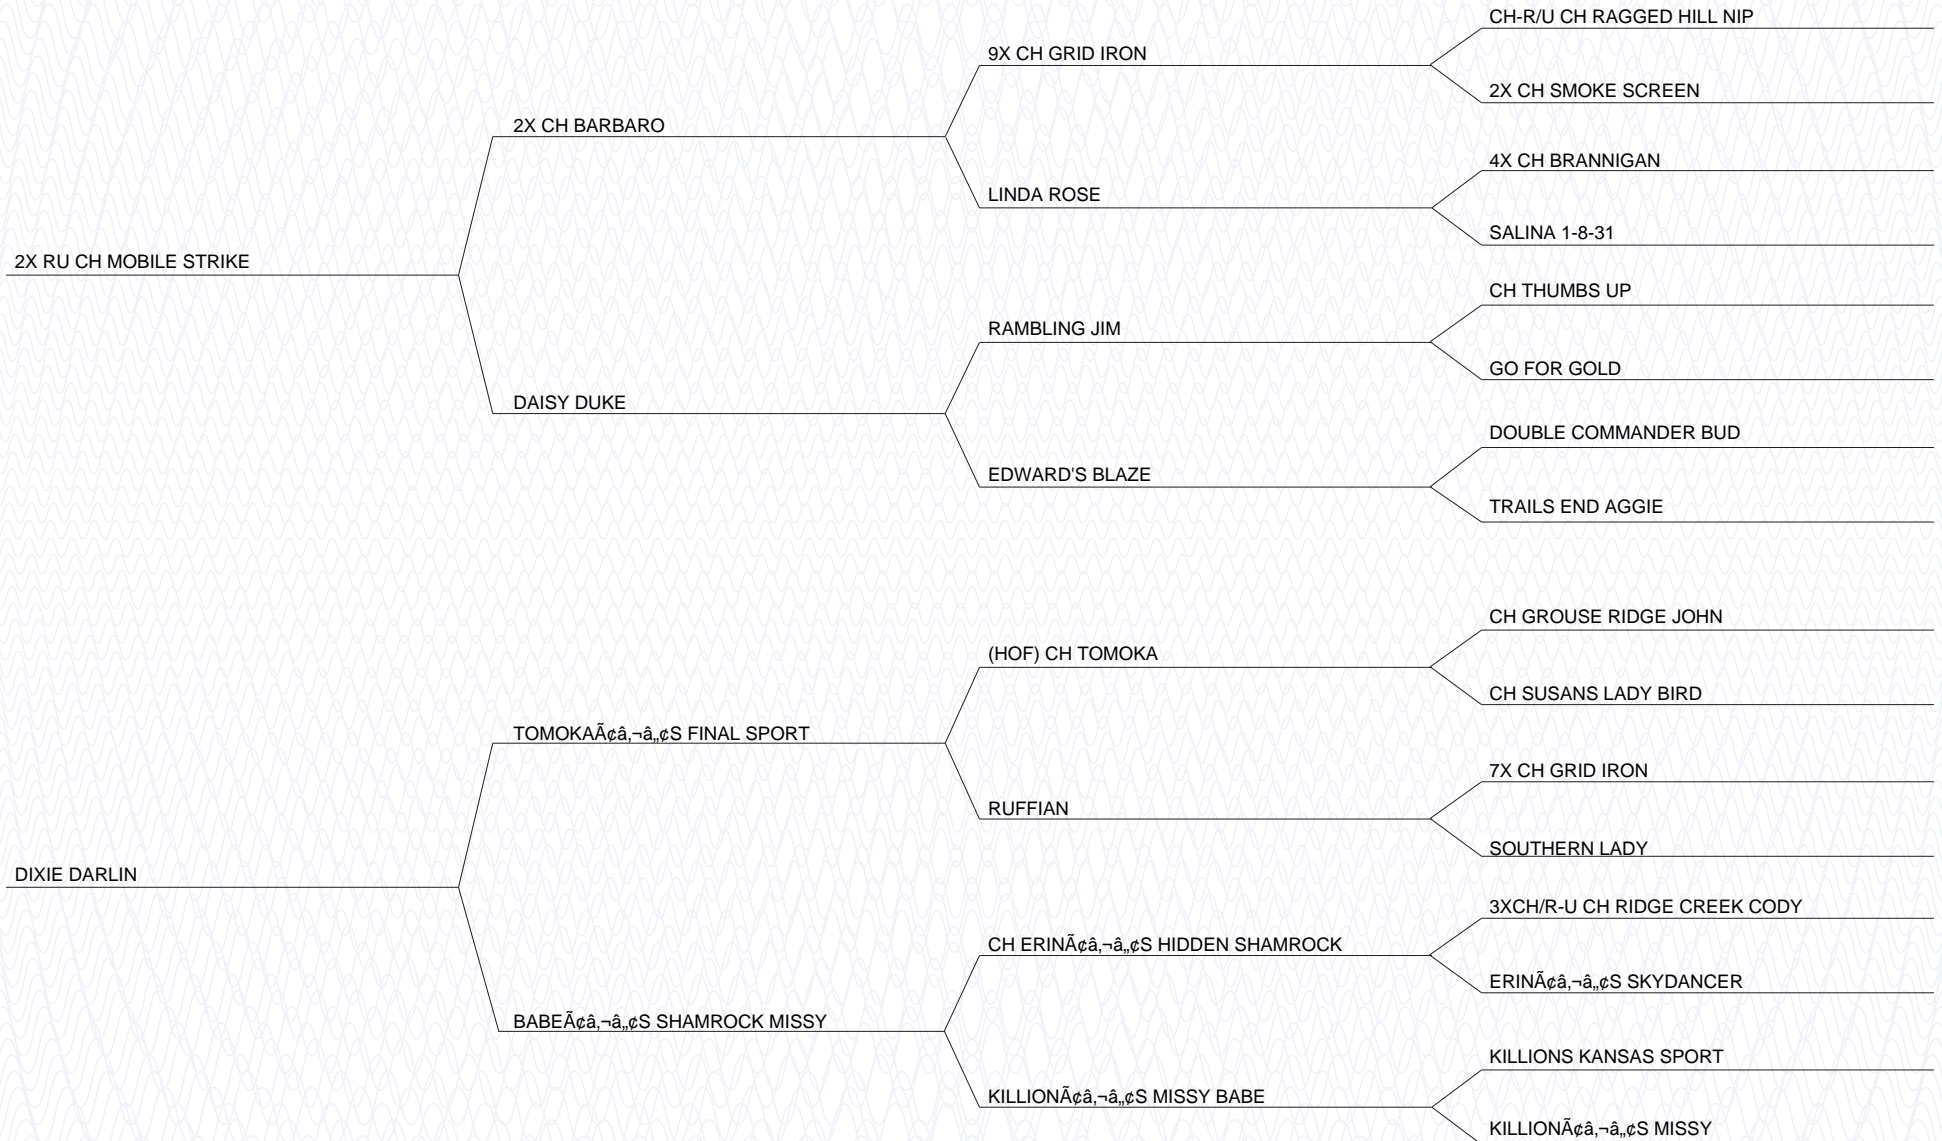 CH-R/U CH RAGGED HILL NIP
9X CH GRID IRON
2X CH SMOKE SCREEN
2X CH BARBARO
4X CH BRANNIGAN
LINDA ROSE
SALINA 1-8-31
2X RU CH MOBILE STRIKE
CH THUMBS UP
RAMBLING JIM
GO FOR GOLD
DAISY DUKE
DOUBLE COMMANDER BUD
EDWARD'S BLAZE
TRAILS END AGGIE
CH GROUSE RIDGE JOHN
(HOF) CH TOMOKA
CH SUSANS LADY BIRD
TOMOKAÃ¢â‚¬â„¢S FINAL SPORT
7X CH GRID IRON
RUFFIAN
SOUTHERN LADY
DIXIE DARLIN
3XCH/R-U CH RIDGE CREEK CODY
CH ERINÃ¢â‚¬â„¢S HIDDEN SHAMROCK
ERINÃ¢â‚¬â„¢S SKYDANCER
BABEÃ¢â‚¬â„¢S SHAMROCK MISSY
KILLIONS KANSAS SPORT
KILLIONÃ¢â‚¬â„¢S MISSY BABE
KILLIONÃ¢â‚¬â„¢S MISSY